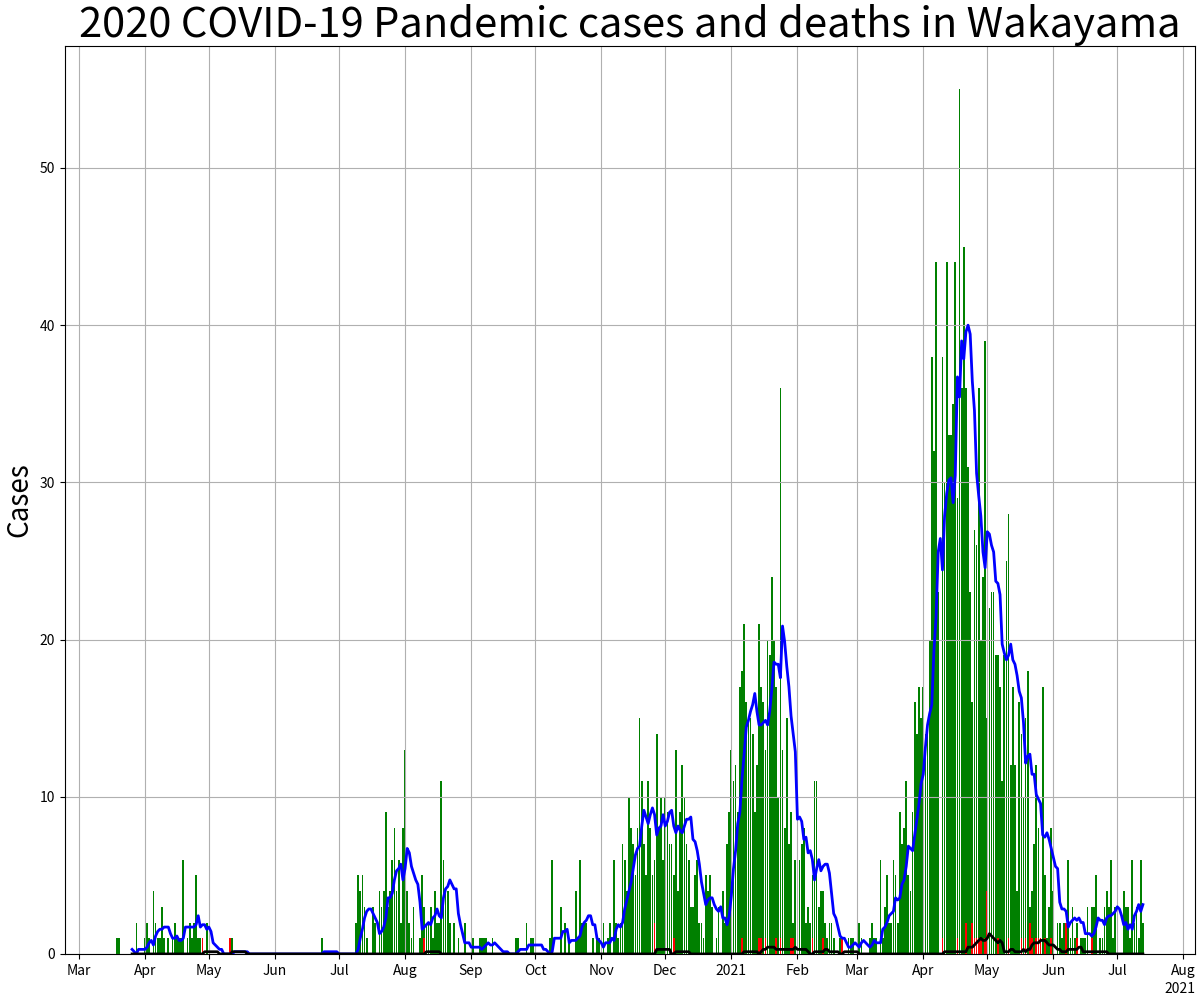 2020 COVID-19 Pandemic cases and deaths in Wakayama
Cases
50
40
30
20
10
0
Mar Apr May Jun Jul Aug Sep Oct Nov Dec 2021 Feb Mar Apr May Jun Jul Aug
2021